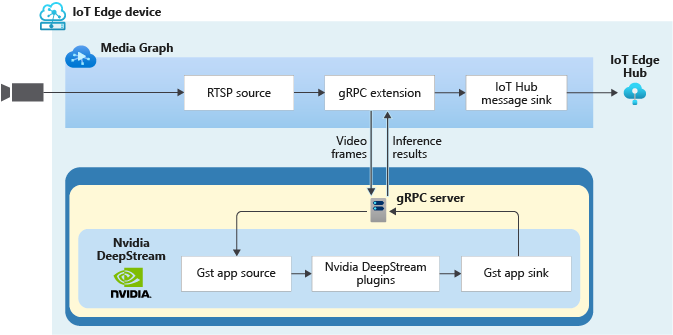 IoT Edge device
Media Graph
RTSP source
gRPC extension
IoT Hub
message sink
IoT Edge
Hub
Video
frames
Inference
results
gRPC server
Nvidia
DeepStream
NVIDIA.
Gst app source
Nvidia DeepStream
plugins
Gst app sink